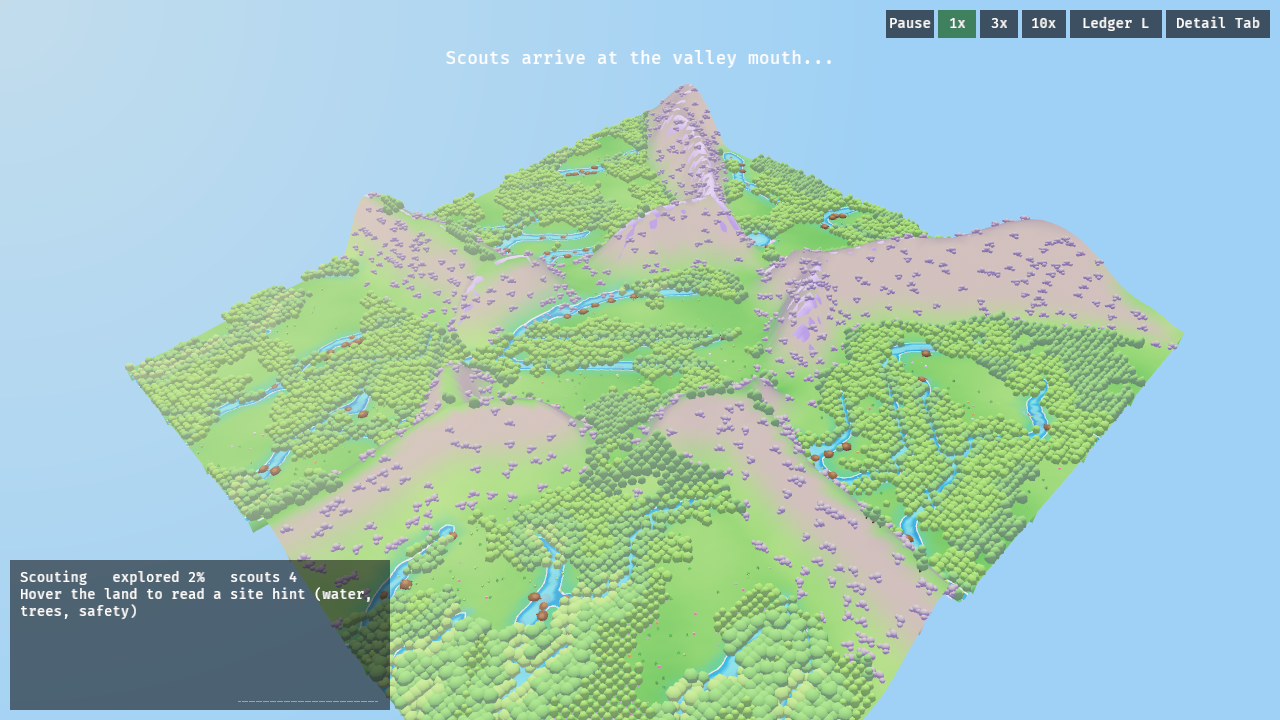 Pause 1x 3x 10x Ledger L Detail Tab
Scouts arrive at the valley mouth...
Scouting explored 2% scouts 4
Hover the land to read a site hint (water,
trees, safety)